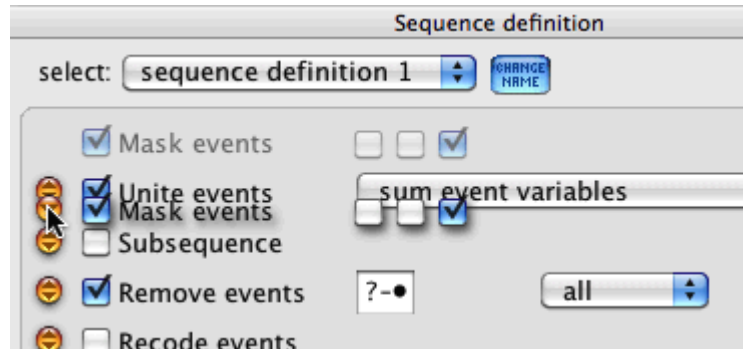 Sequence definition
select: sequence definition 1 CHANGE NAME
Mask events
Unite events sum event variables
Mask events
Subsequence
Remove events ?-● all
Recode events